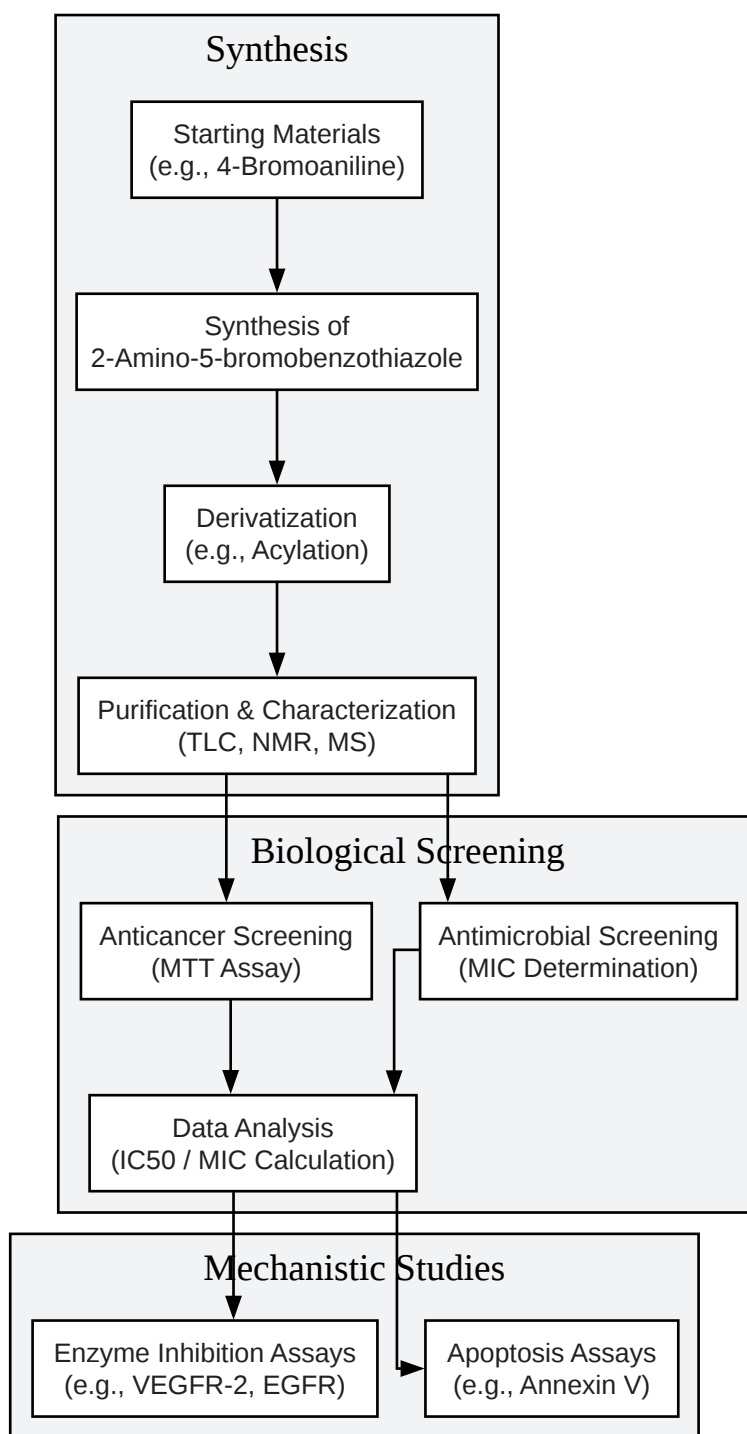 Synthesis
Starting Materials
(e.g., 4-Bromoaniline)
Synthesis of
2-Amino-5-bromobenzothiazole
Derivatization
(e.g., Acylation)
Purification & Characterization
(TLC, NMR, MS)
Biological Screening
Anticancer Screening
(MTT Assay)
Antimicrobial Screening
(MIC Determination)
Data Analysis
(IC50 / MIC Calculation)
Mechanistic Studies
Enzyme Inhibition Assays
(e.g., VEGFR-2, EGFR)
Apoptosis Assays
(e.g., Annexin V)